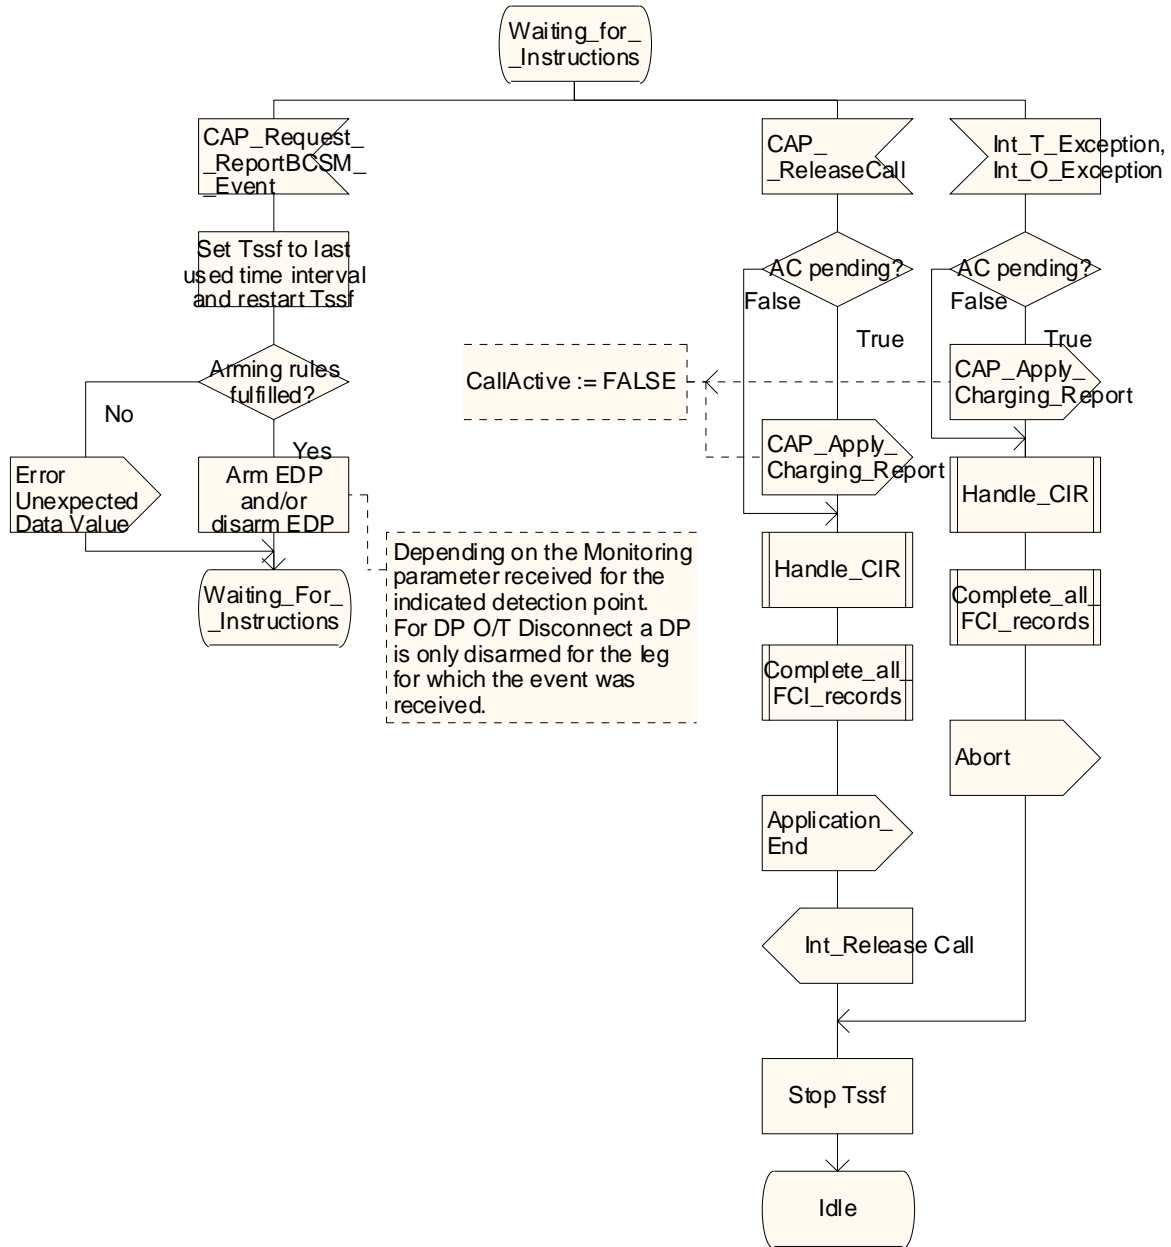 Waiting_for_
_Instructions
CAP_Request_
_ReportBCSM_
_Event
CAP_
_ReleaseCall
Int_T_Exception,
Int_O_Exception
Set Tssf to last
used time interval
and restart Tssf
AC pending?
AC pending?
False
False
True
True
Arming rules
fulfilled?
CallActive := FALSE
CAP_Apply_
Charging_Report
No
Yes
CAP_Apply_
Charging_Report
Error
Unexpected
Data Value
Arm EDP
and/or
disarm EDP
Handle_CIR
Depending on the Monitoring
parameter received for the
indicated detection point.
For DP O/T Disconnect a DP
is only disarmed for the leg
for which the event was
received.
Handle_CIR
Waiting_For_
_Instructions
Complete_all_
FCI_records
Complete_all_
FCI_records
Abort
Application_
End
Int_Release Call
Stop Tssf
Idle